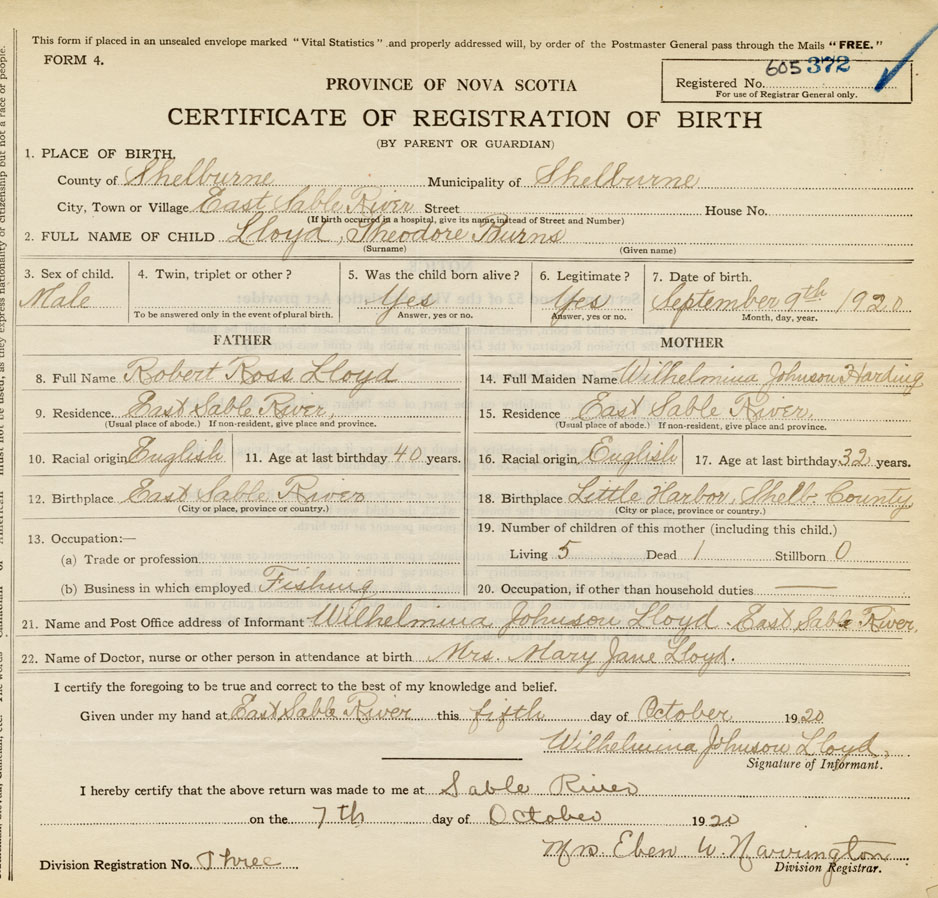 This form if placed in an unsealed envelope marked "Vital Statistics" and properly addressed will, by order of the Postmaster General pass through the Mails "FREE."
FORM 4.
Registered No. 605 372
For use of Registrar General only.
PROVINCE OF NOVA SCOTIA
CERTIFICATE OF REGISTRATION OF BIRTH
(BY PARENT OR GUARDIAN)
1. PLACE OF BIRTH.
County of Shelburne Municipality of Shelburne
City, Town or Village East Sable River Street House No.
(If birth occurred in a hospital, give its name instead of Street and Number)
2. FULL NAME OF CHILD Lloyd, Theodore Burns
(Surname) (Given name)
3. Sex of child. 4. Twin, triplet or other? 5. Was the child born alive? 6. Legitimate? 7. Date of birth.
Male Yes Yes September 9th 1920
To be answered only in the event of plural birth. Answer, yes or no. Answer, yes or no. Month, day, year.
FATHER MOTHER
8. Full Name Robert Ross Lloyd 14. Full Maiden Name Wilhelmina Johnson Harding
9. Residence. East Sable River. 15. Residence East Sable River.
(Usual place of abode.) If non-resident, give place and province. (Usual place of abode.) If non-resident, give place and province.
10. Racial origin English 11. Age at last birthday 40 years. 16. Racial origin English 17. Age at last birthday 32 years.
12. Birthplace East Sable River 18. Birthplace Little Harbor, Shelb. County
(City or place, province or country.) (City or place, province or country.)
13. Occupation:— 19. Number of children of this mother (including this child.)
(a) Trade or profession Living 5 Dead 1 Stillborn 0
(b) Business in which employed Fishing 20. Occupation, if other than household duties —
21. Name and Post Office address of Informant Wilhelmina Johnson Lloyd. East Sable River.
22. Name of Doctor, nurse or other person in attendance at birth Mrs. Mary Jane Lloyd.
I certify the foregoing to be true and correct to the best of my knowledge and belief.
Given under my hand at East Sable River this fifth day of October 1920
Wilhelmina Johnson Lloyd.
Signature of Informant.
I hereby certify that the above return was made to me at Sable River
on the 7th day of October 1920
Mrs. Eben W. Harrington
Division Registration No. Three Division Registrar.